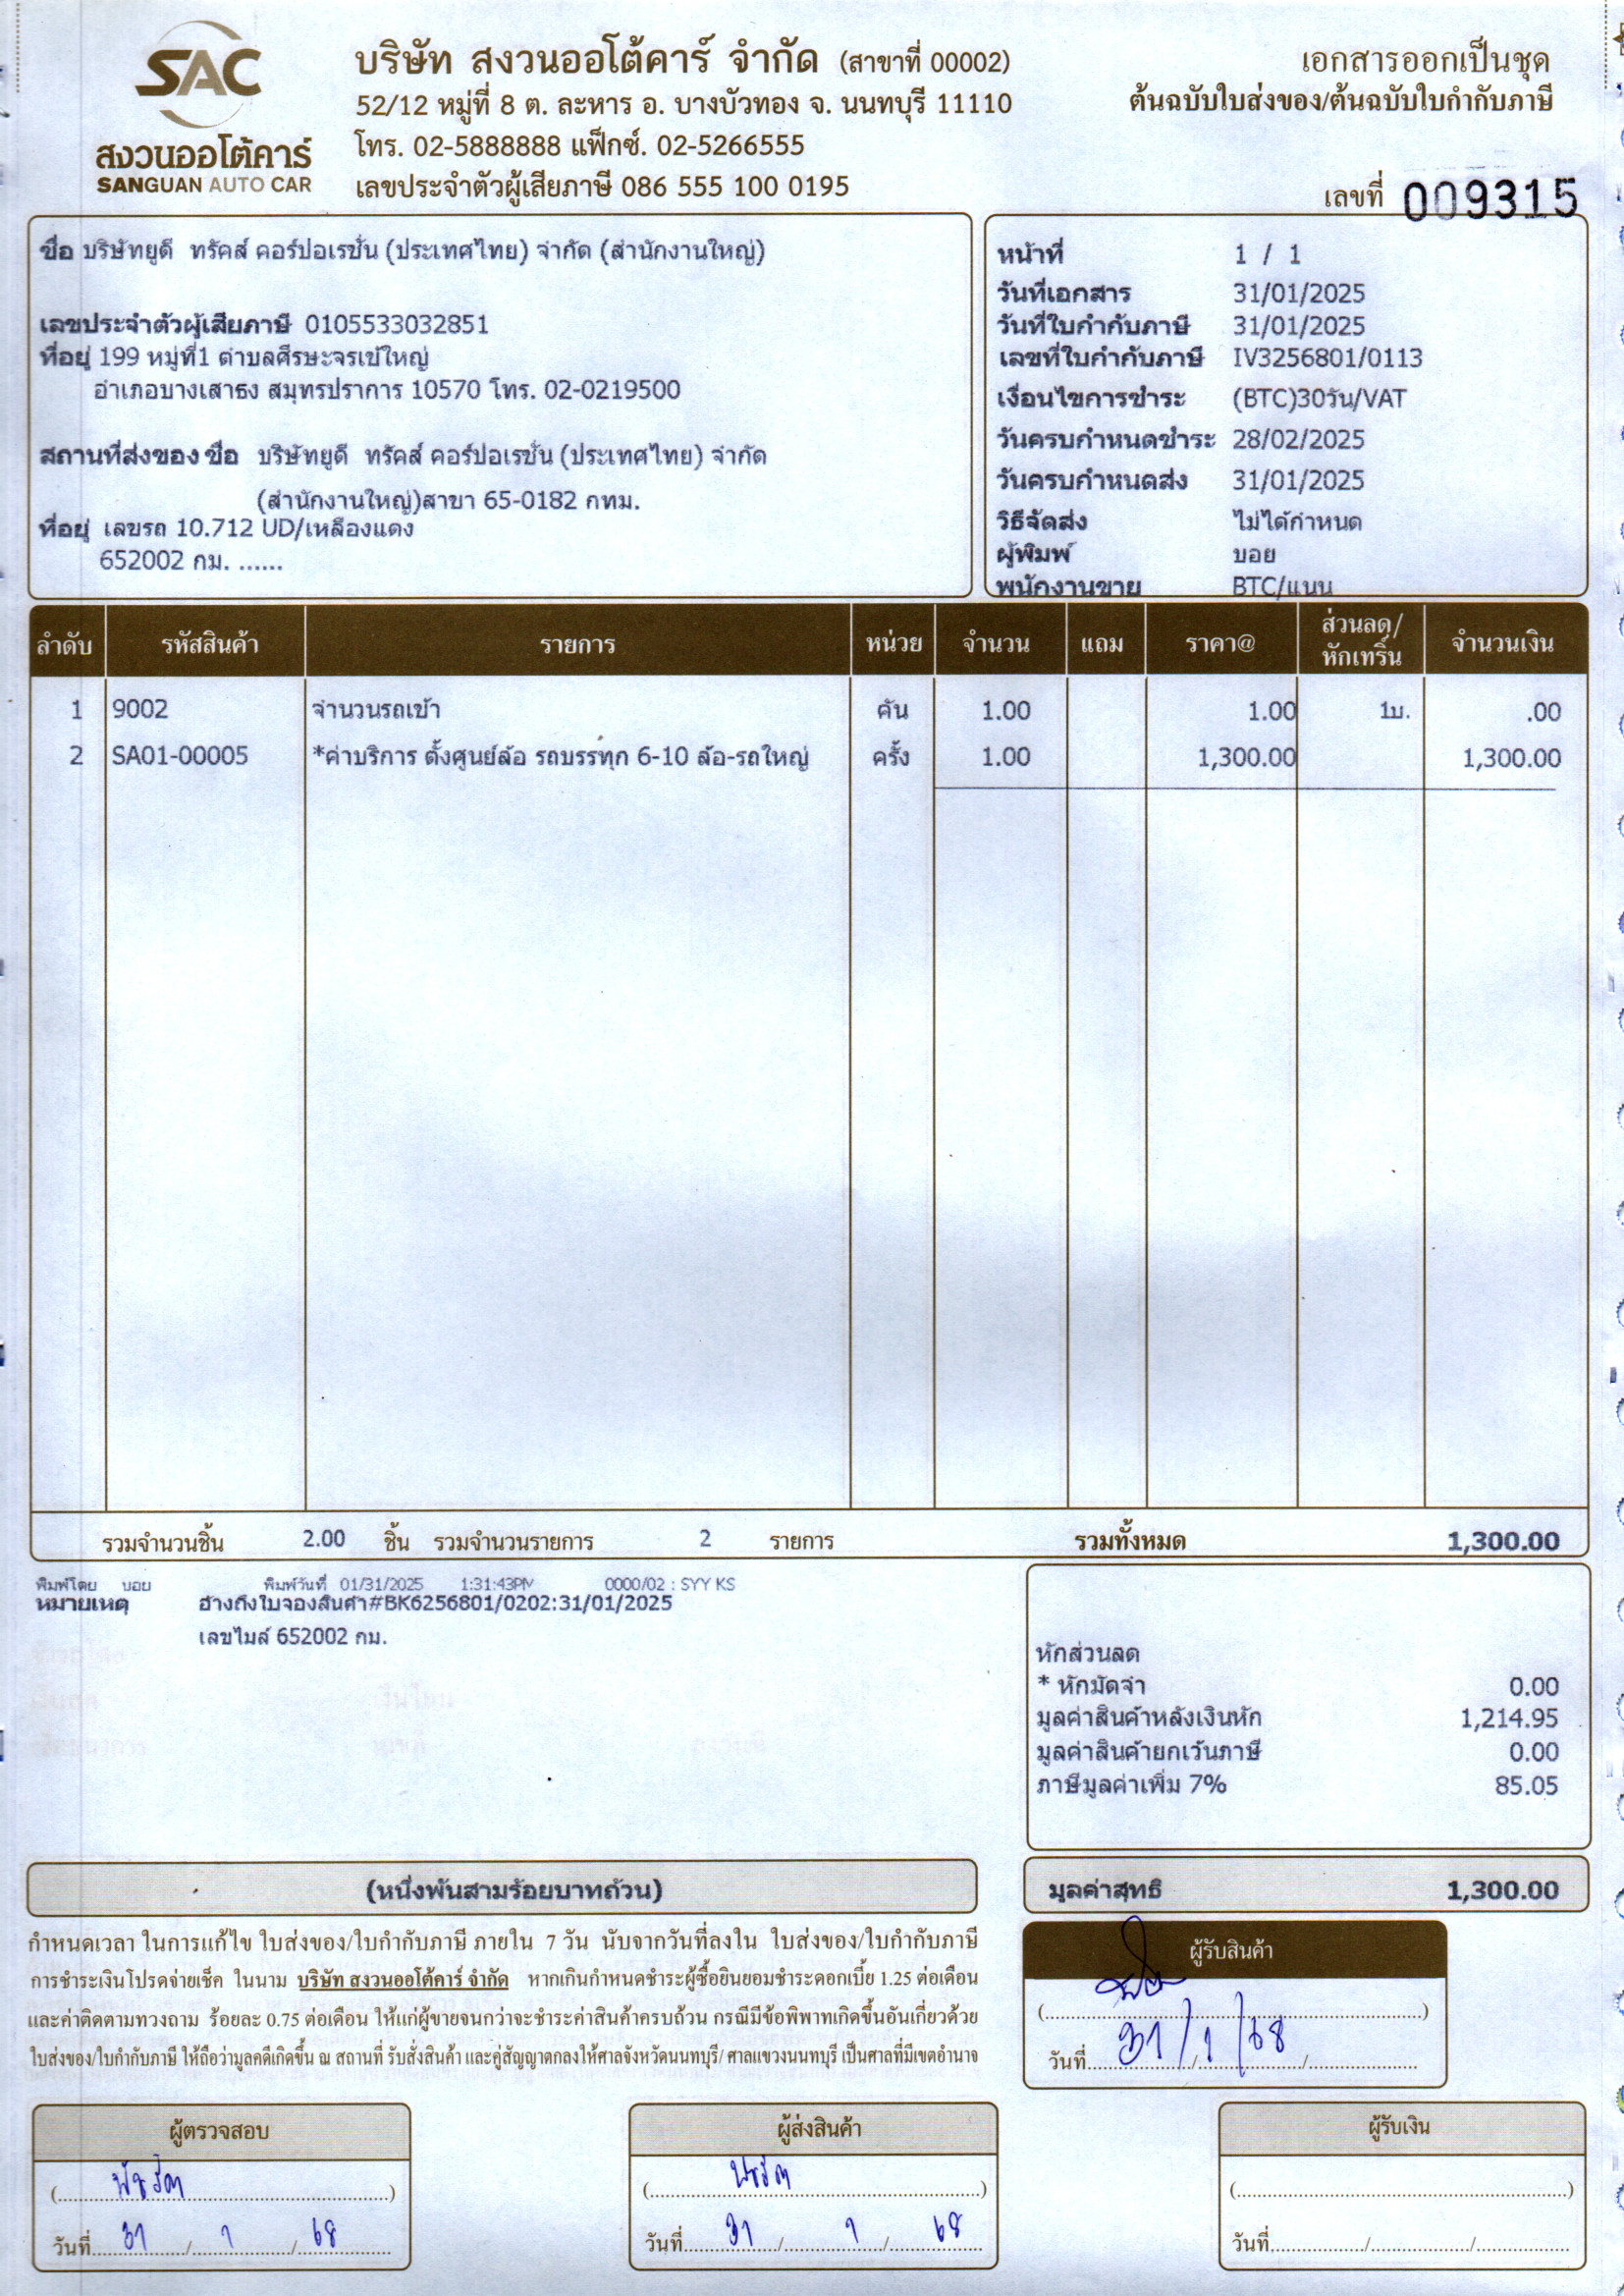 SAC
สงวนออโต้คาร์
SANGUAN AUTO CAR
บริษัท สงวนออโต้คาร์ จำกัด (สาขาที่ 00002)
52/12 หมู่ที่ 8 ต. ละหาร อ. บางบัวทอง จ. นนทบุรี 11110
โทร. 02-5888888 แฟ็กซ์. 02-5266555
เลขประจำตัวผู้เสียภาษี 086 555 100 0195
เอกสารออกเป็นชุด
ต้นฉบับใบส่งของ/ต้นฉบับใบกำกับภาษี
เลขที่ 009315
ชื่อ บริษัทยูดี ทรัคส์ คอร์ปอเรชั่น (ประเทศไทย) จำกัด (สำนักงานใหญ่)
เลขประจำตัวผู้เสียภาษี 0105533032851
ที่อยู่ 199 หมู่ที่1 ตำบลศีรษะจรเข้ใหญ่
อำเภอบางเสาธง สมุทรปราการ 10570 โทร. 02-0219500
สถานที่ส่งของ ชื่อ บริษัทยูดี ทรัคส์ คอร์ปอเรชั่น (ประเทศไทย) จำกัด
(สำนักงานใหญ่)สาขา 65-0182 กทม.
ที่อยู่ เลขรถ 10.712 UD/เหลืองแดง
652002 กม. ......
หน้าที่ 1 / 1
วันที่เอกสาร 31/01/2025
วันที่ใบกำกับภาษี 31/01/2025
เลขที่ใบกำกับภาษี IV3256801/0113
เงื่อนไขการชำระ (BTC)30วัน/VAT
วันครบกำหนดชำระ 28/02/2025
วันครบกำหนดส่ง 31/01/2025
วิธีจัดส่ง ไม่ได้กำหนด
ผู้พิมพ์ บอย
พนักงานขาย BTC/แนน
ลำดับ รหัสสินค้า รายการ หน่วย จำนวน แถม ราคา@ ส่วนลด/หักเทริ์น จำนวนเงิน
1 9002 จำนวนรถเข้า คัน 1.00 1.00 1บ. .00
2 SA01-00005 *ค่าบริการ ตั้งศูนย์ล้อ รถบรรทุก 6-10 ล้อ-รถใหญ่ ครั้ง 1.00 1,300.00 1,300.00
รวมจำนวนชิ้น 2.00 ชิ้น รวมจำนวนรายการ 2 รายการ รวมทั้งหมด 1,300.00
พิมพ์โดย บอย พิมพ์วันที่ 01/31/2025 1:31:43PM 0000/02 : SYY KS
หมายเหตุ อ้างถึงใบจองสินค้า#BK6256801/0202:31/01/2025
เลขไมล์ 652002 กม.
หักส่วนลด
* หักมัดจำ 0.00
มูลค่าสินค้าหลังเงินหัก 1,214.95
มูลค่าสินค้ายกเว้นภาษี 0.00
ภาษีมูลค่าเพิ่ม 7% 85.05
(หนึ่งพันสามร้อยบาทถ้วน)
มูลค่าสุทธิ 1,300.00
กำหนดเวลา ในการแก้ไข ใบส่งของ/ใบกำกับภาษี ภายใน 7 วัน นับจากวันที่ลงใน ใบส่งของ/ใบกำกับภาษี
การชำระเงินโปรดจ่ายเช็ค ในนาม บริษัท สงวนออโต้คาร์ จำกัด หากเกินกำหนดชำระผู้ซื้อยินยอมชำระดอกเบี้ย 1.25 ต่อเดือน
และค่าติดตามทวงถาม ร้อยละ 0.75 ต่อเดือน ให้แก่ผู้ขายจนกว่าจะชำระค่าสินค้าครบถ้วน กรณีมีข้อพิพาทเกิดขึ้นอันเกี่ยวด้วย
ใบส่งของ/ใบกำกับภาษี ให้ถือว่ามูลคดีเกิดขึ้น ณ สถานที่ รับสั่งสินค้า และคู่สัญญาตกลงให้ศาลจังหวัดนนทบุรี/ ศาลแขวงนนทบุรี เป็นศาลที่มีเขตอำนาจ
ผู้รับสินค้า
วันที่ 31/1/68
ผู้ตรวจสอบ
วันที่ 31 / 1 / 68
ผู้ส่งสินค้า
วันที่ 31 / 1 / 68
ผู้รับเงิน
วันที่